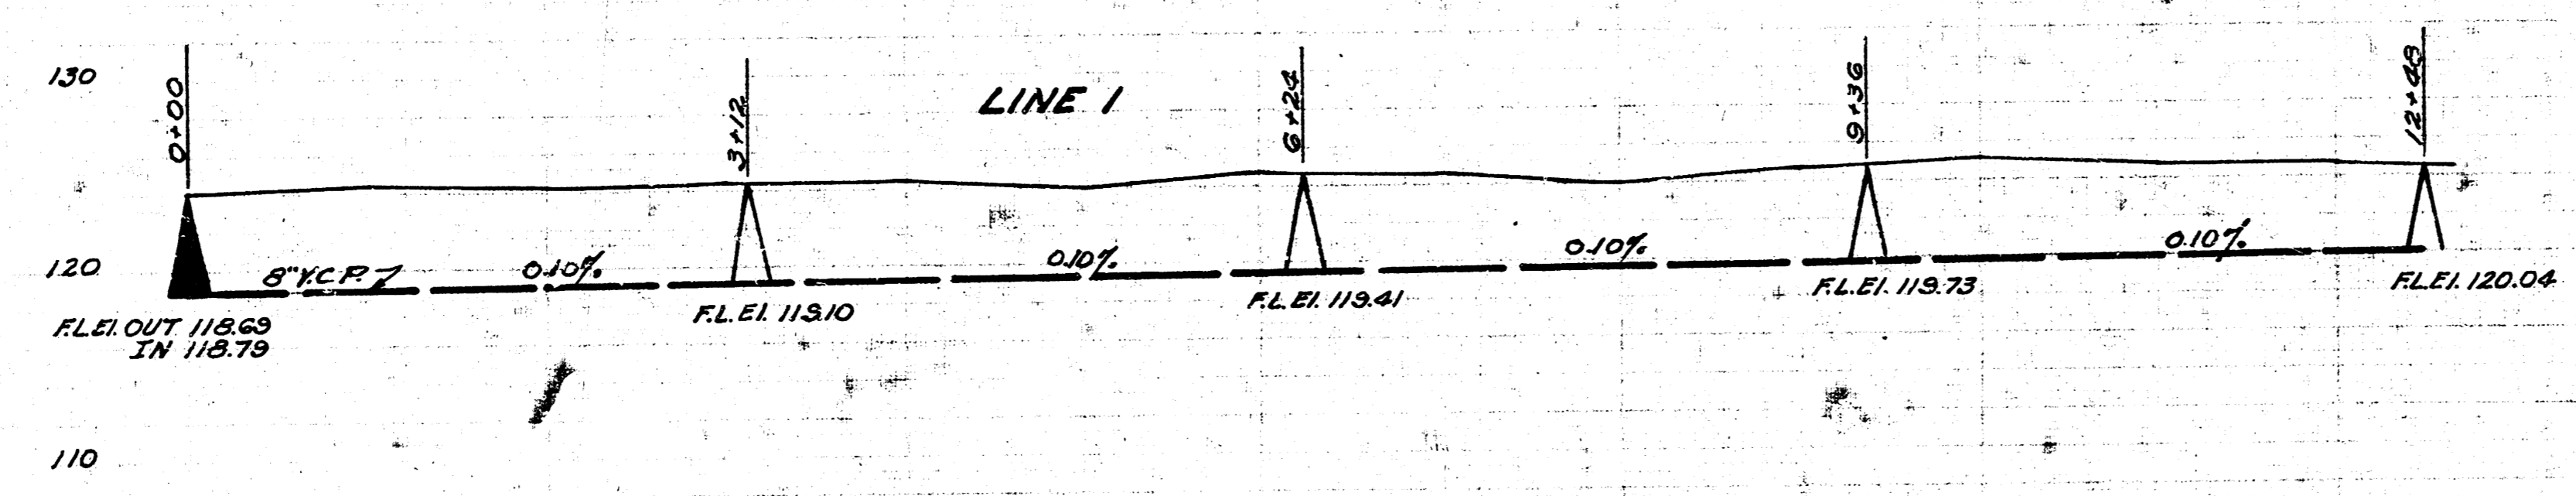 130
0+00
3+12
LINE 1
6+24
9+36
12+48
120
8" V.C.P.
0.10%
0.10%
0.10%
0.10%
F.L.El. OUT 118.69
IN 118.79
F.L. El. 119.10
F.L. El. 119.41
F.L.El. 119.73
F.L.El. 120.04
110